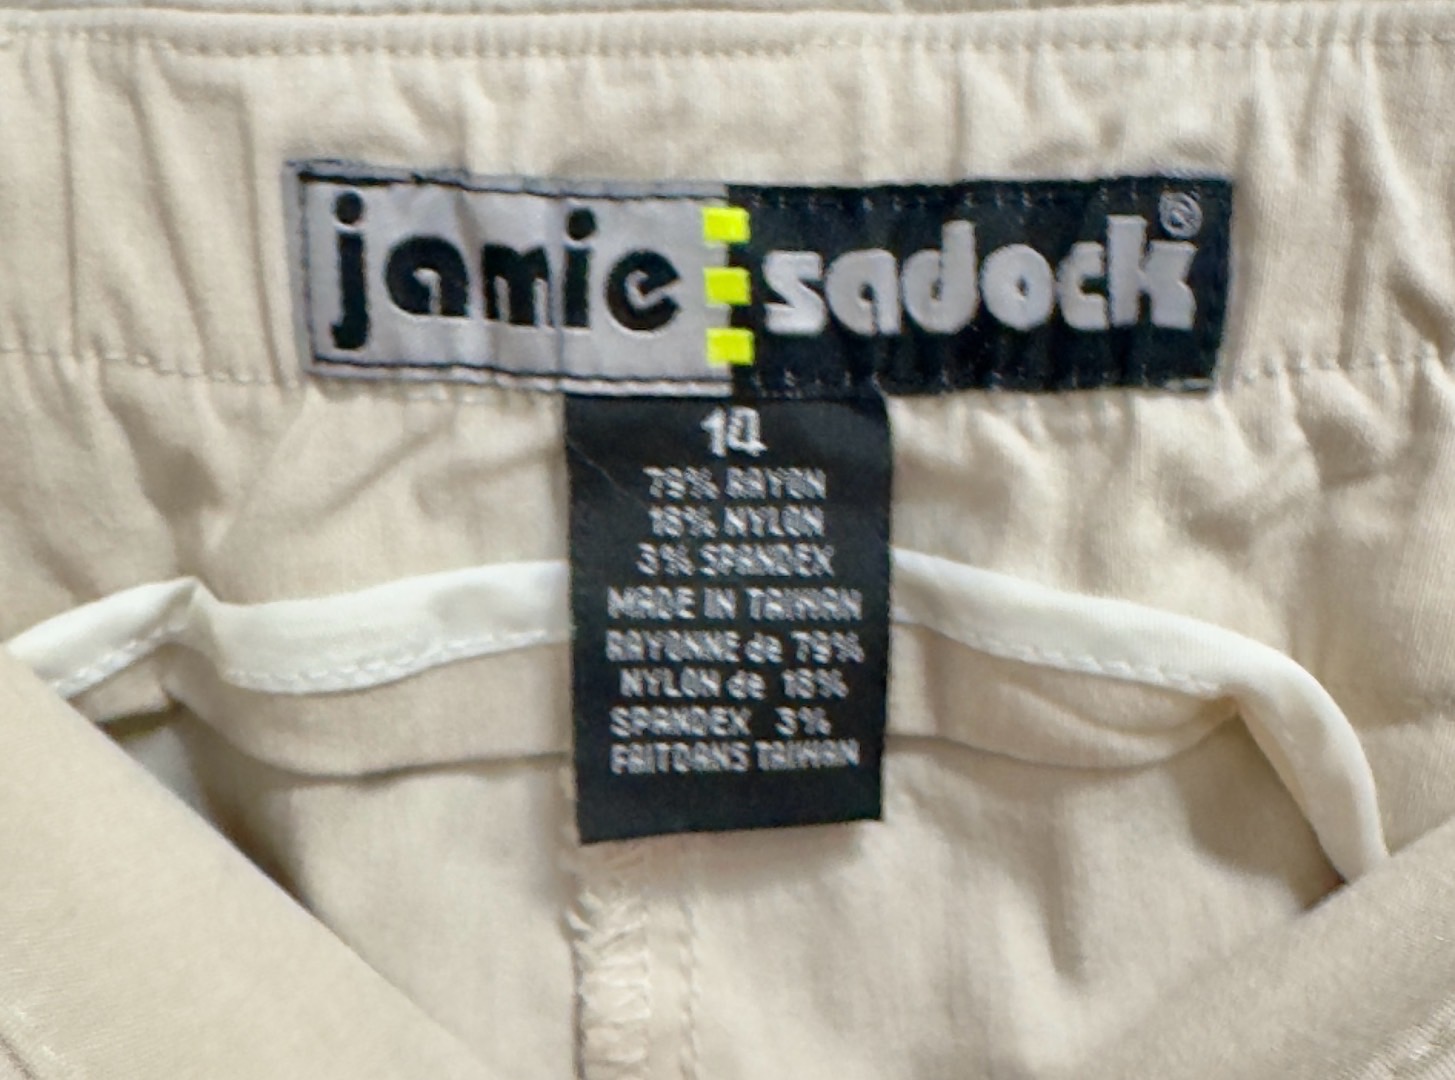 jamie sadock®
14
79% RAYON
18% NYLON
3% SPANDEX
MADE IN TAIWAN
RAYONNE de 79%
NYLON de 18%
SPANDEX 3%
FAITDANS TAIWAN